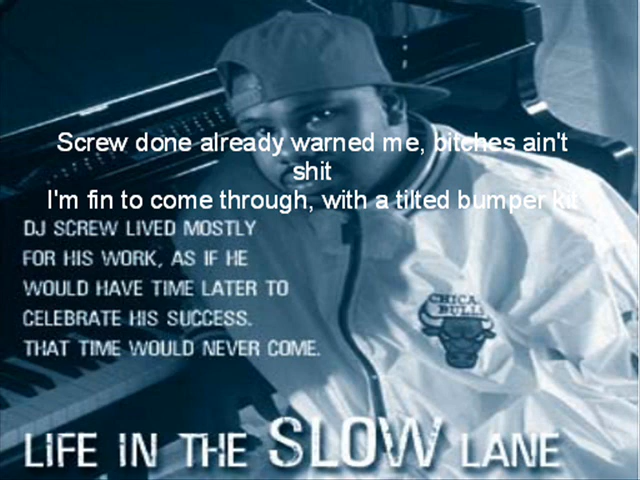 Screw done already warned me, bitches ain't
shit
I'm fin to come through, with a tilted bumper kit
DJ SCREW LIVED MOSTLY
FOR HIS WORK, AS IF HE
WOULD HAVE TIME LATER TO
CELEBRATE HIS SUCCESS.
THAT TIME WOULD NEVER COME.
CHICA
BULLS
LIFE IN THE SLOW LANE